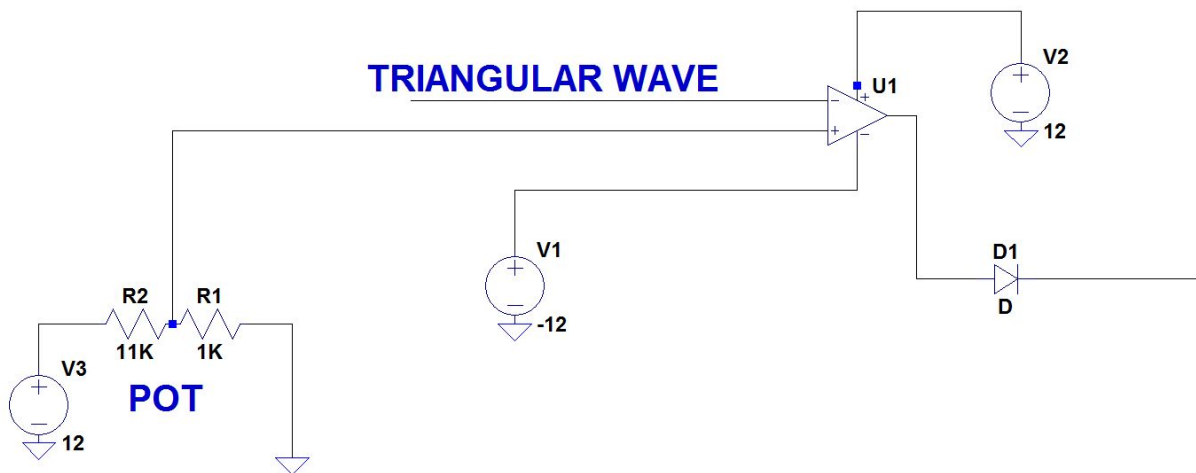 TRIANGULAR WAVE
U1
V2
12
V1
-12
D1
D
R2 R1
11K 1K
V3
12
POT